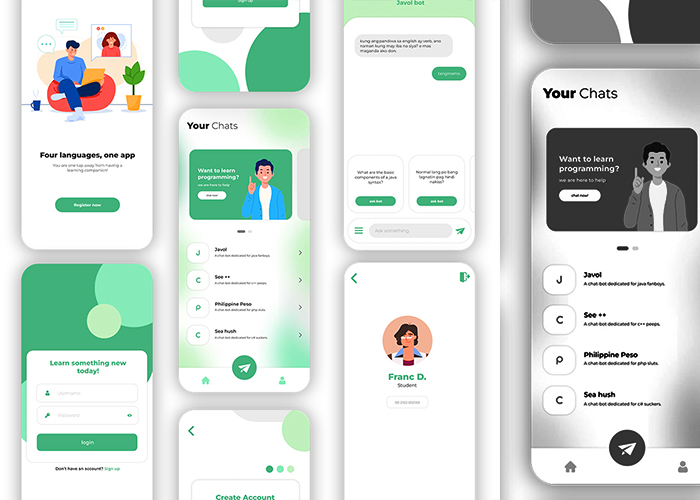 Four languages, one app
You are one tap away from having a
learning companion!
Register now
Learn something new
today!
Username
Password
login
Don't have an account? Sign up
Sign up
Your Chats
Want to learn
programming?
we are here to help
chat now!
J
Javol
A chat-bot dedicated for java fanboys.
C
See ++
A chat-bot dedicated for c++ peeps.
P
Philippine Peso
A chat-bot dedicated for php sluts.
C
Sea hush
A chat-bot dedicated for c# suckers.
Create Account
Javol bot
kung ang pandiwa sa english ay verb, ano
naman kung may iba na siya? e mas
maganda ako don.
What are the basic
components of a java
syntax?
ask bot
Normal lang po bang
lagnatin pag hindi
nakiss?
ask bot
Ask something
Franc D.
Student
Your Chats
Want to learn
programming?
we are here to help
chat now!
J
Javol
A chat-bot dedicated for java fanboys.
C
See ++
A chat-bot dedicated for c++ peeps.
P
Philippine Peso
A chat-bot dedicated for php sluts.
C
Sea hush
A chat-bot dedicated for c# suckers.